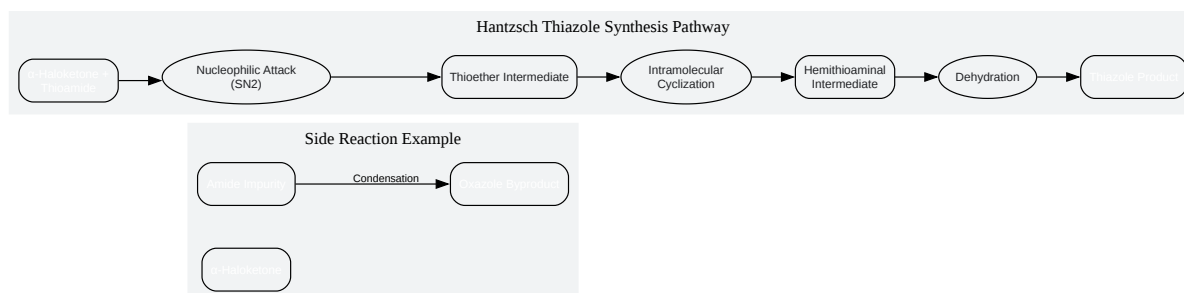 Hantzsch Thiazole Synthesis Pathway
α-Haloketone +
Thioamide
Nucleophilic Attack
(SN2)
Thioether Intermediate
Intramolecular
Cyclization
Hemithioaminal
Intermediate
Dehydration
Thiazole Product
Side Reaction Example
Amide Impurity
Condensation
Oxazole Byproduct
α-Haloketone